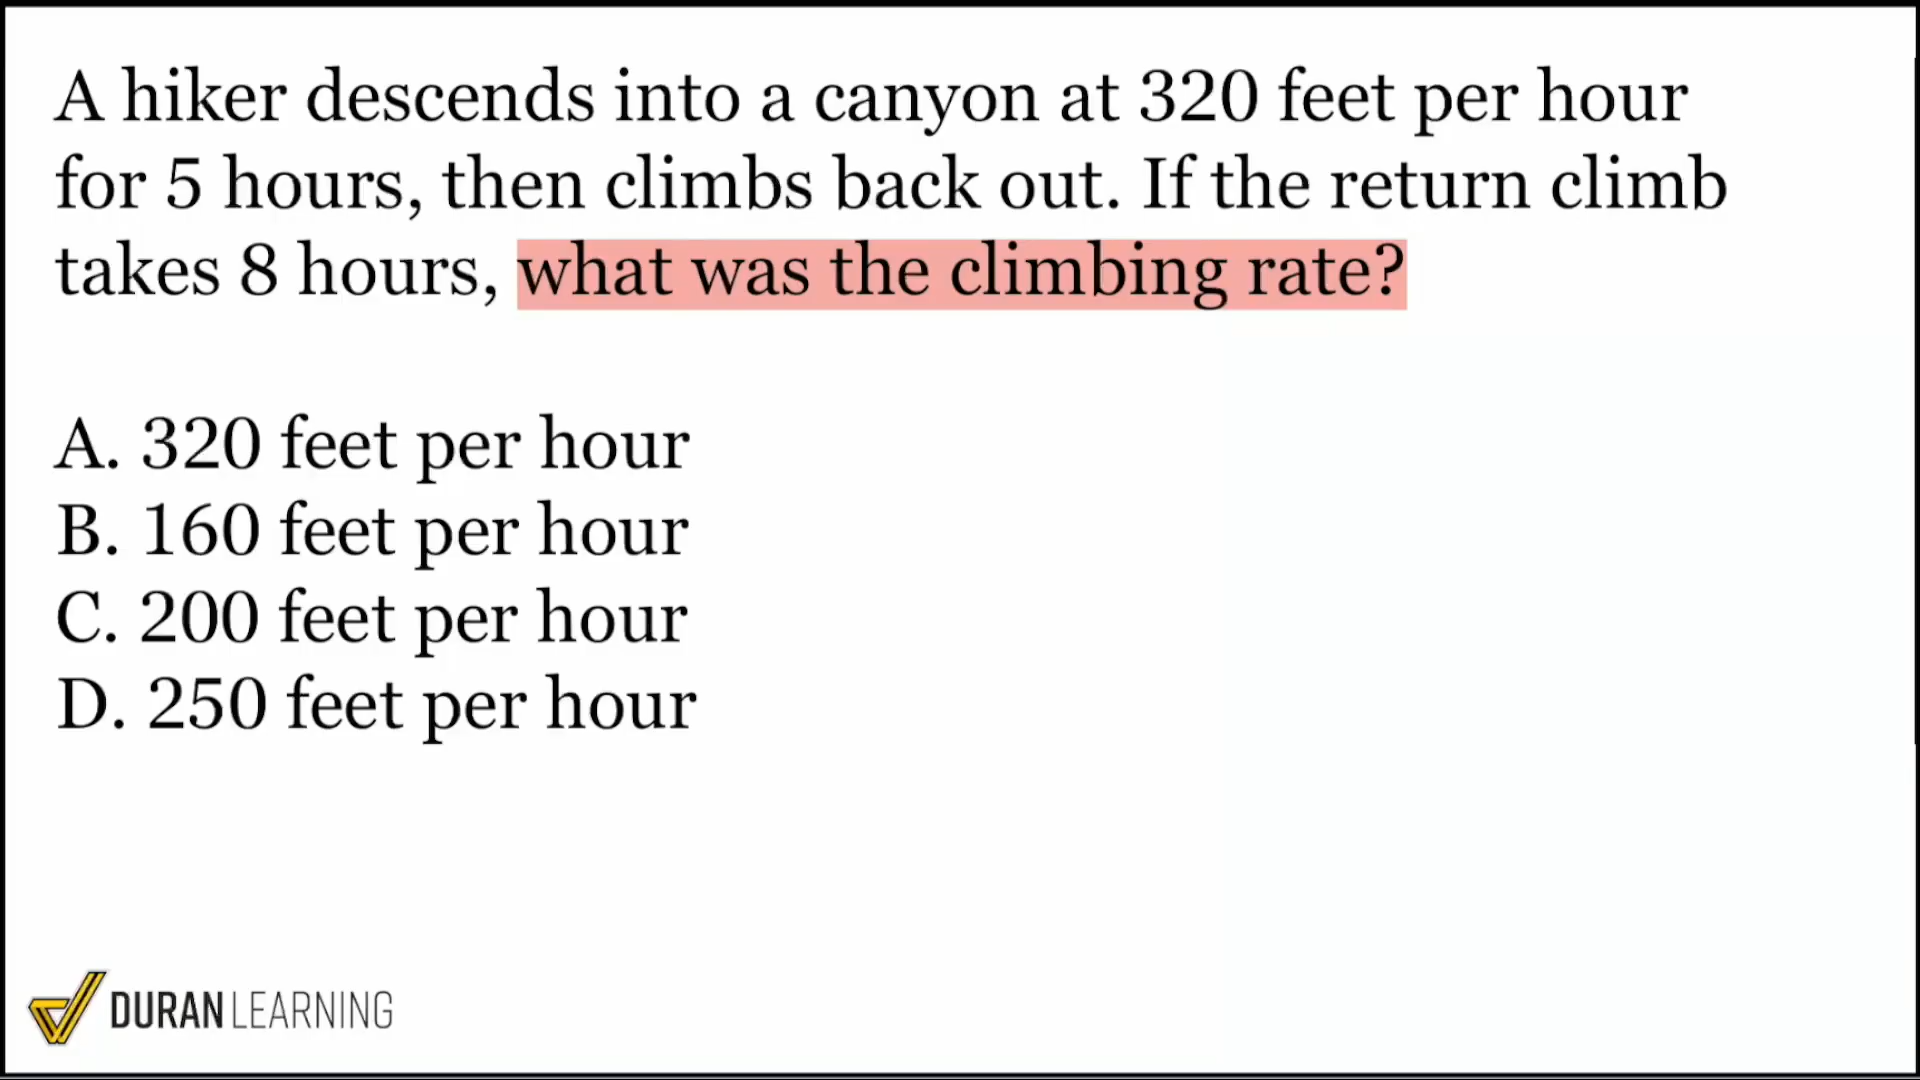 A hiker descends into a canyon at 320 feet per hour
for 5 hours, then climbs back out. If the return climb
takes 8 hours, what was the climbing rate?
A. 320 feet per hour
B. 160 feet per hour
C. 200 feet per hour
D. 250 feet per hour
DURAN LEARNING